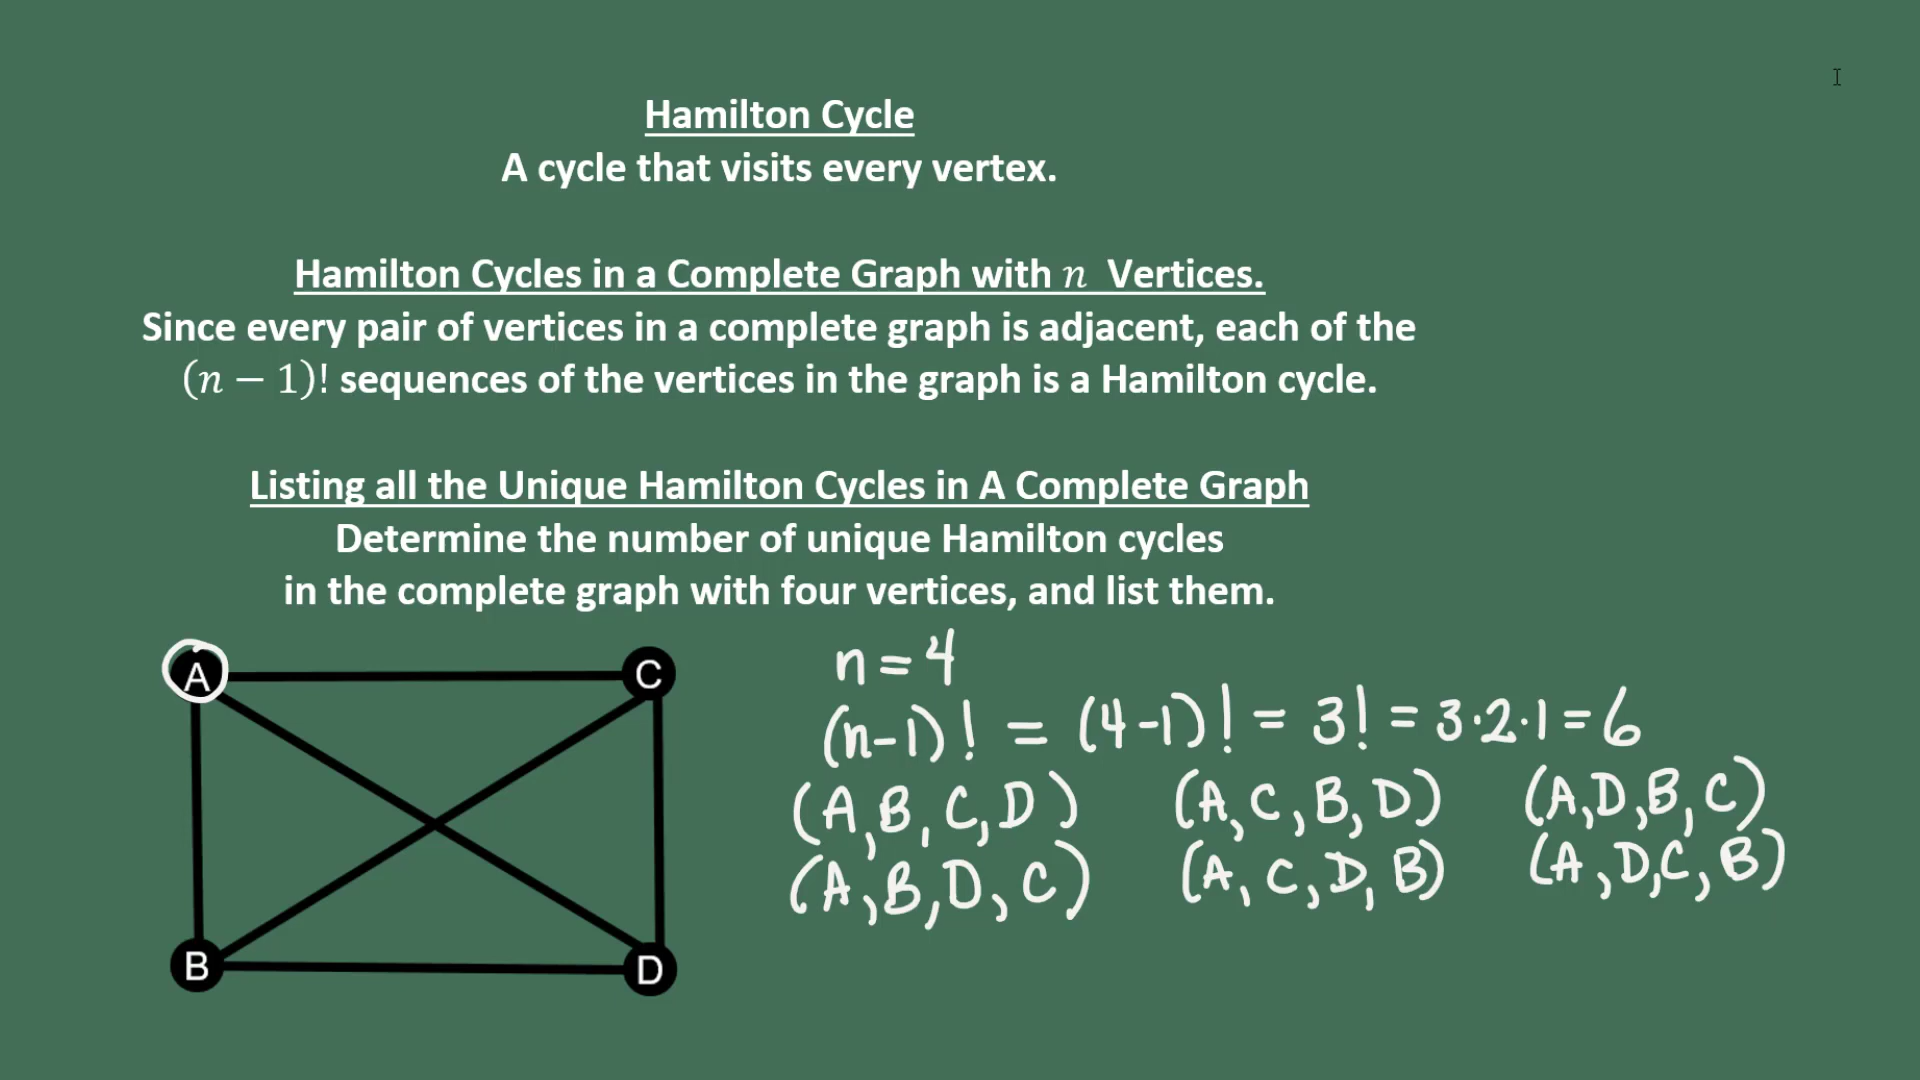 Hamilton Cycle
A cycle that visits every vertex.
Hamilton Cycles in a Complete Graph with n Vertices.
Since every pair of vertices in a complete graph is adjacent, each of the
(n − 1)! sequences of the vertices in the graph is a Hamilton cycle.
Listing all the Unique Hamilton Cycles in A Complete Graph
Determine the number of unique Hamilton cycles
in the complete graph with four vertices, and list them.
A C
B D
n = 4
(n-1)! = (4-1)! = 3! = 3·2·1 = 6
(A,B,C,D) (A,C,B,D) (A,D,B,C)
(A,B,D,C) (A,C,D,B) (A,D,C,B)